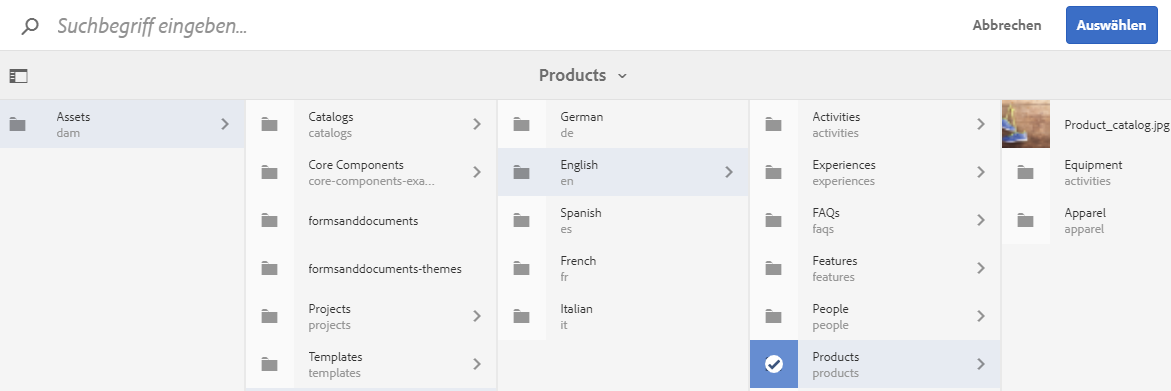 Suchbegriff eingeben...
Abbrechen
Auswählen
Products
Assets
dam
Catalogs
catalogs
Core Components
core-components-exa...
formsanddocuments
formsanddocuments-themes
Projects
projects
Templates
templates
German
de
English
en
Spanish
es
French
fr
Italian
it
Activities
activities
Experiences
experiences
FAQs
faqs
Features
features
People
people
Products
products
Product_catalog.jpg
Equipment
activities
Apparel
apparel